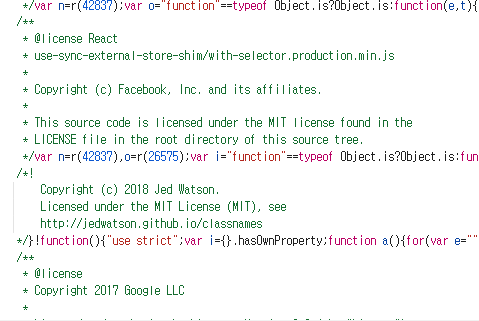 */var n=r(42837);var o="function"==typeof Object.is?Object.is:function(e,t){
/**
* @license React
* use-sync-external-store-shim/with-selector.production.min.js
*
* Copyright (c) Facebook, Inc. and its affiliates.
*
* This source code is licensed under the MIT license found in the
* LICENSE file in the root directory of this source tree.
*/var n=r(42837),o=r(26575);var i="function"==typeof Object.is?Object.is:fun
/*!
Copyright (c) 2018 Jed Watson.
Licensed under the MIT License (MIT), see
http://jedwatson.github.io/classnames
*/}!function(){"use strict";var i={}.hasOwnProperty;function a(){for(var e=""
/**
* @license
* Copyright 2017 Google LLC